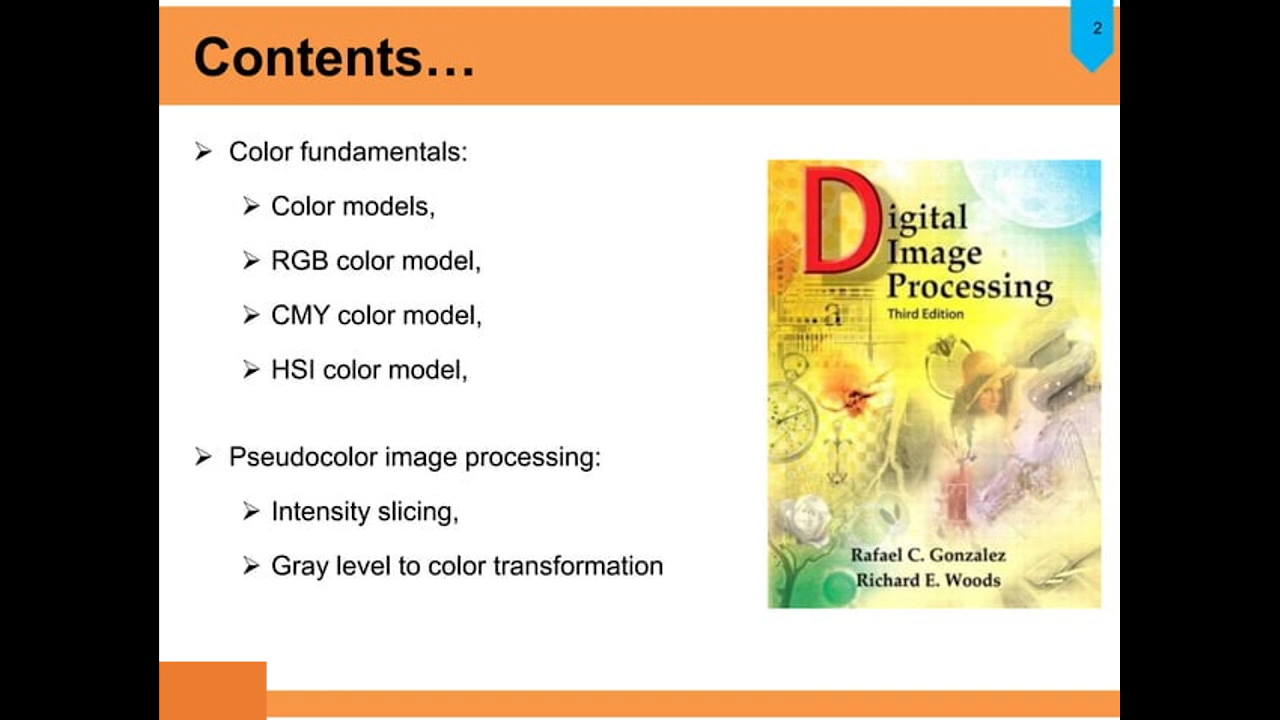 Contents…
2
➢ Color fundamentals:
➢ Color models,
➢ RGB color model,
➢ CMY color model,
➢ HSI color model,
➢ Pseudocolor image processing:
➢ Intensity slicing,
➢ Gray level to color transformation
Digital
Image
Processing
Third Edition
...a
Rafael C. Gonzalez
Richard E. Woods